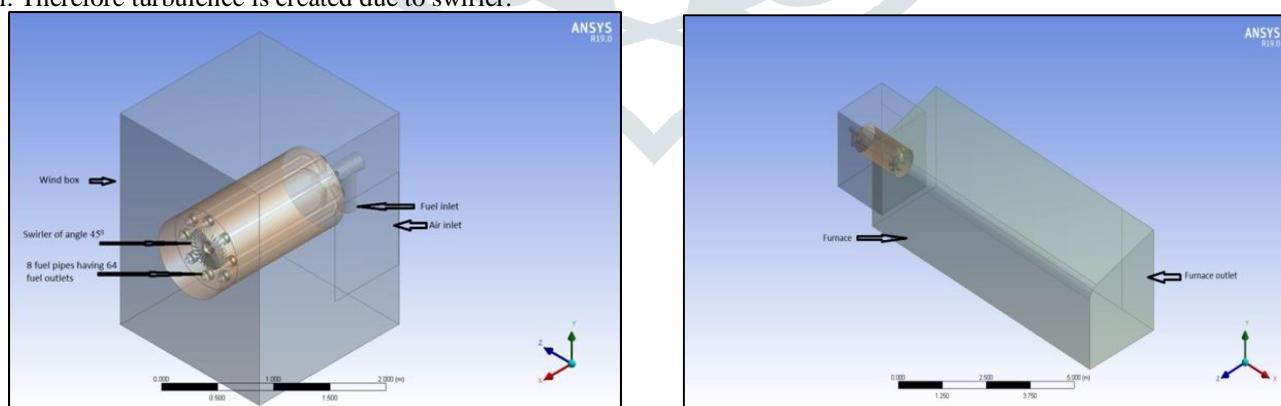 Therefore turbulence is created due to swirler.
ANSYS
R19.0
Wind box
Fuel inlet
Air inlet
Swirler of angle 45⁰
8 fuel pipes having 64
fuel outlets
Z
Y
X
0.000
1.000
2.000 (m)
0.500
1.500
ANSYS
R19.0
Furnace
Furnace outlet
Y
Z
X
0.000
2.500
5.000 (m)
1.250
3.750